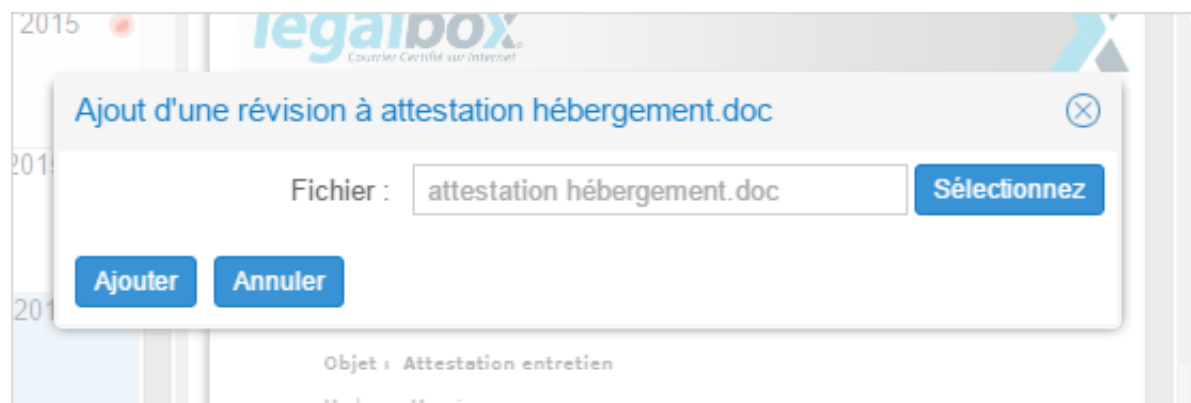 2015
legalbox.
Courrier Certifié sur Internet
Ajout d'une révision à attestation hébergement.doc
Fichier :
attestation hébergement.doc
Sélectionnez
Ajouter
Annuler
Objet : Attestation entretien